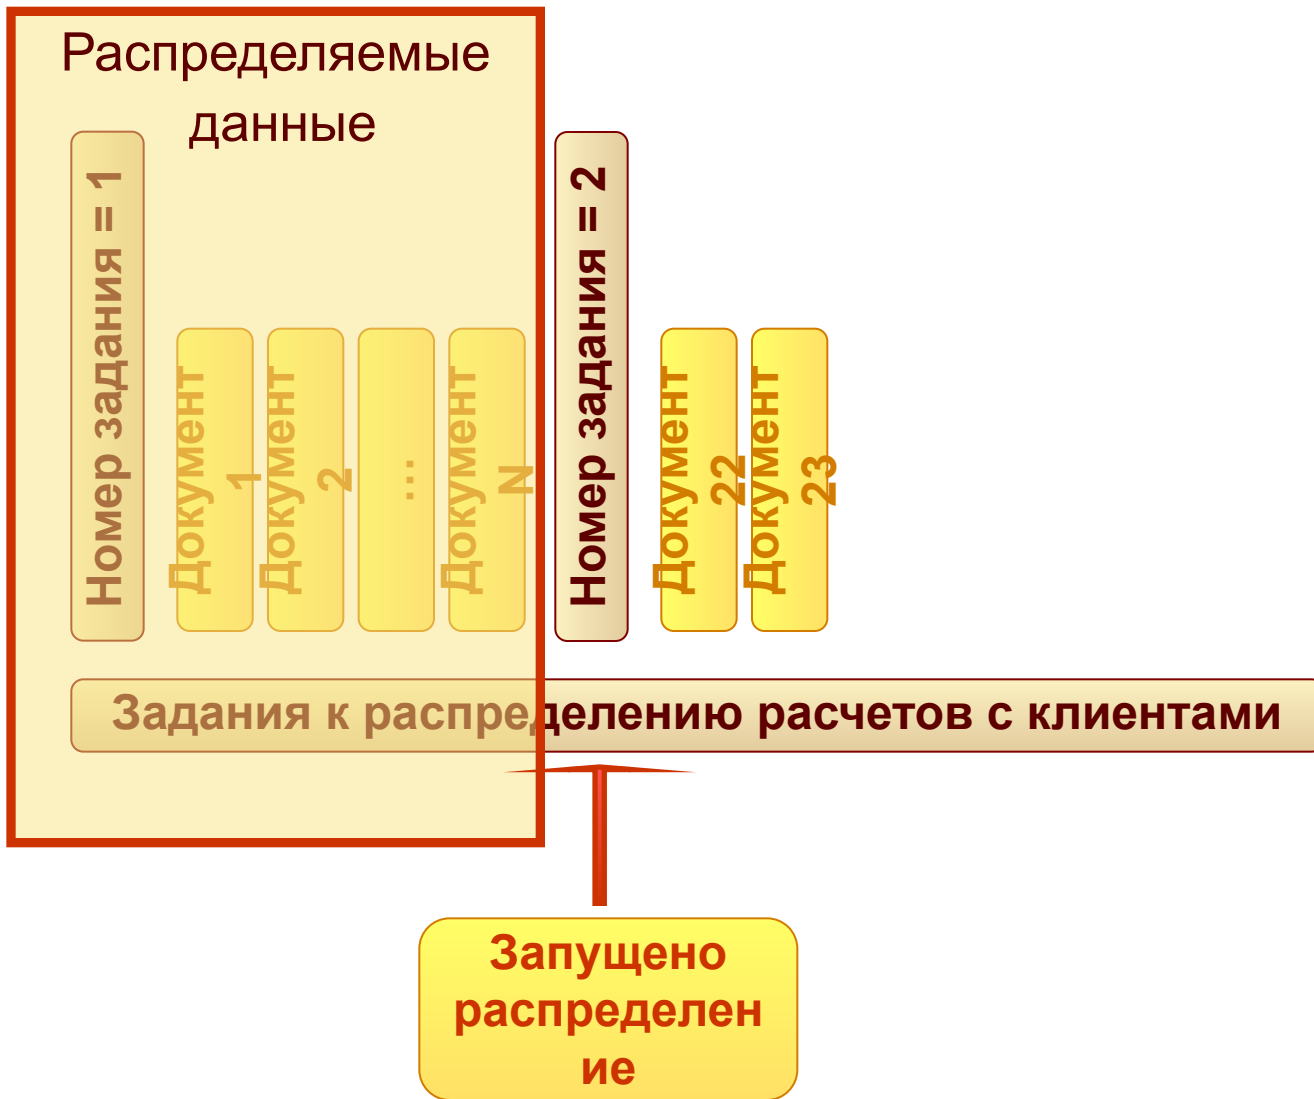 Распределяемые
данные
Номер задания = 1
Документ
1
Документ
2
...
Документ
N
Номер задания = 2
Документ
22
Документ
23
Задания к распределению расчетов с клиентами
Запущено
распределен
ие